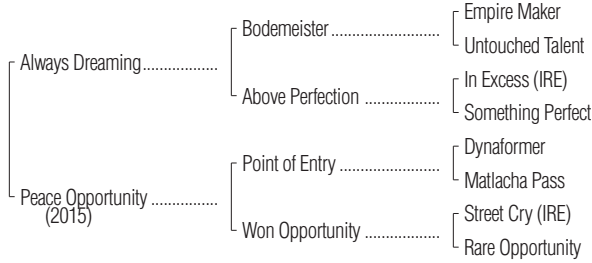 Empire Maker
Bodemeister
Untouched Talent
Always Dreaming
In Excess (IRE)
Above Perfection
Something Perfect
Dynaformer
Point of Entry
Matlacha Pass
Peace Opportunity
(2015)
Street Cry (IRE)
Won Opportunity
Rare Opportunity